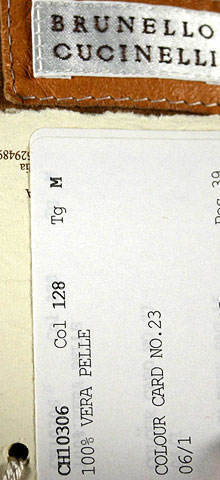 BRUNELLO
CUCINELLI
CH10306 Col 128 Tg M
100% VERA PELLE
COLOUR CARD NO.23
06/1